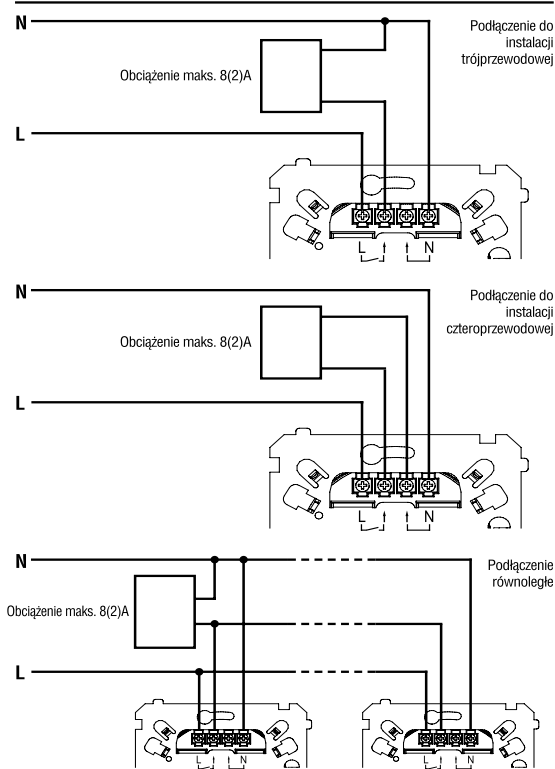 N
Podłączenie do
instalacji
trójprzewodowej
Obciążenie maks. 8(2)A
L
L N
N
Podłączenie do
instalacji
czteroprzewodowej
Obciążenie maks. 8(2)A
L
L N
N
Podłączenie
równoległe
Obciążenie maks. 8(2)A
L
L N
L N